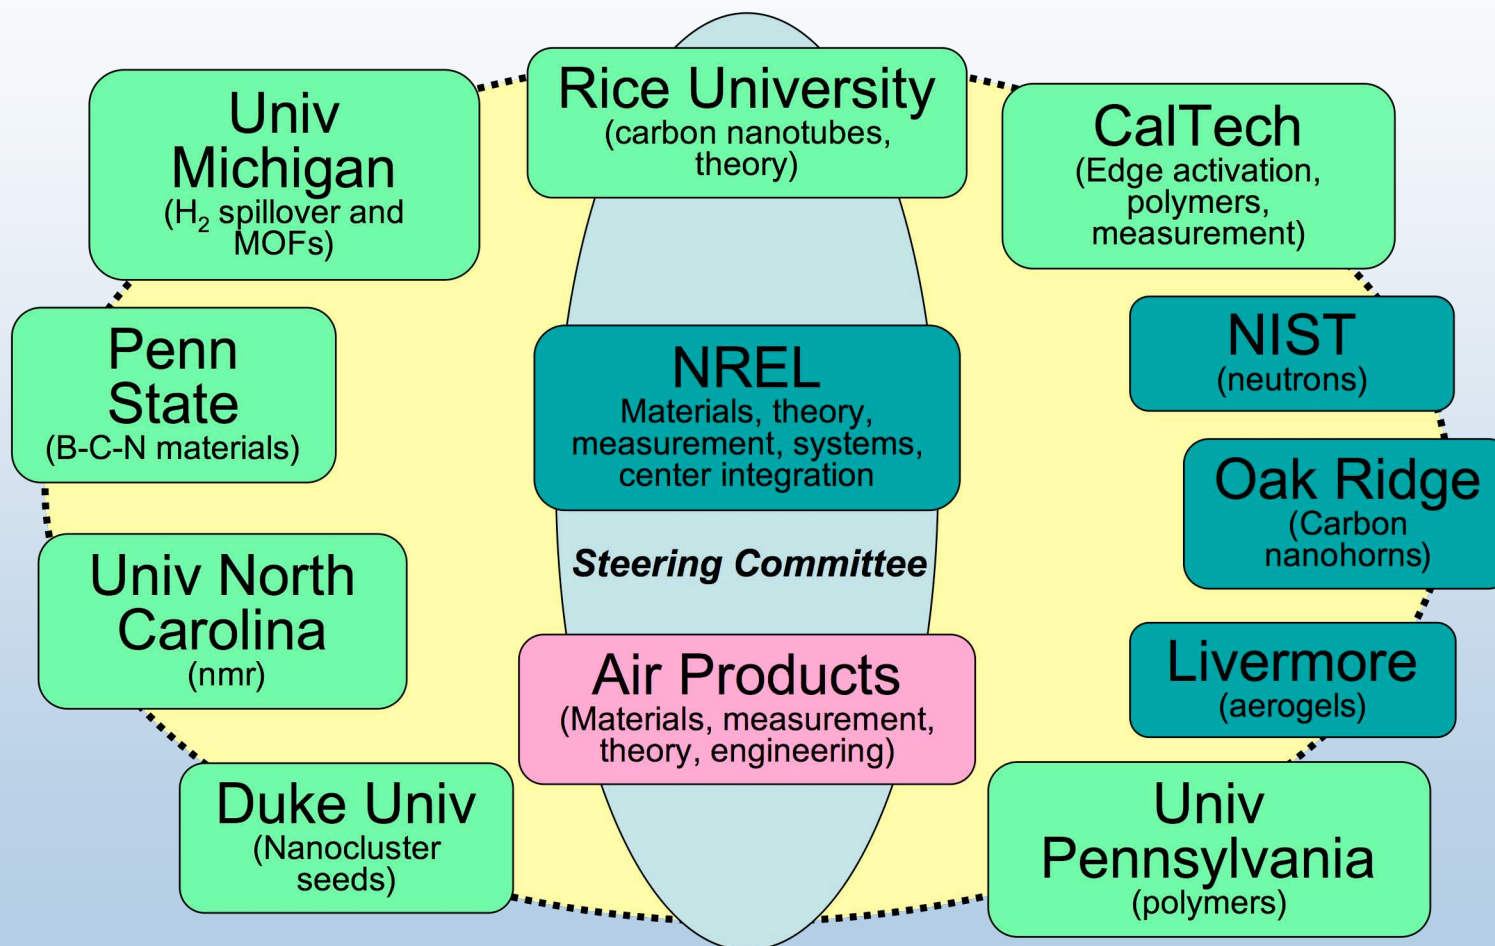 Rice University
(carbon nanotubes,
theory)
Univ
Michigan
(H₂ spillover and
MOFs)
CalTech
(Edge activation,
polymers,
measurement)
Penn
State
(B-C-N materials)
NREL
Materials, theory,
measurement, systems,
center integration
NIST
(neutrons)
Oak Ridge
(Carbon
nanohorns)
Univ North
Carolina
(nmr)
Steering Committee
Livermore
(aerogels)
Air Products
(Materials, measurement,
theory, engineering)
Duke Univ
(Nanocluster
seeds)
Univ
Pennsylvania
(polymers)